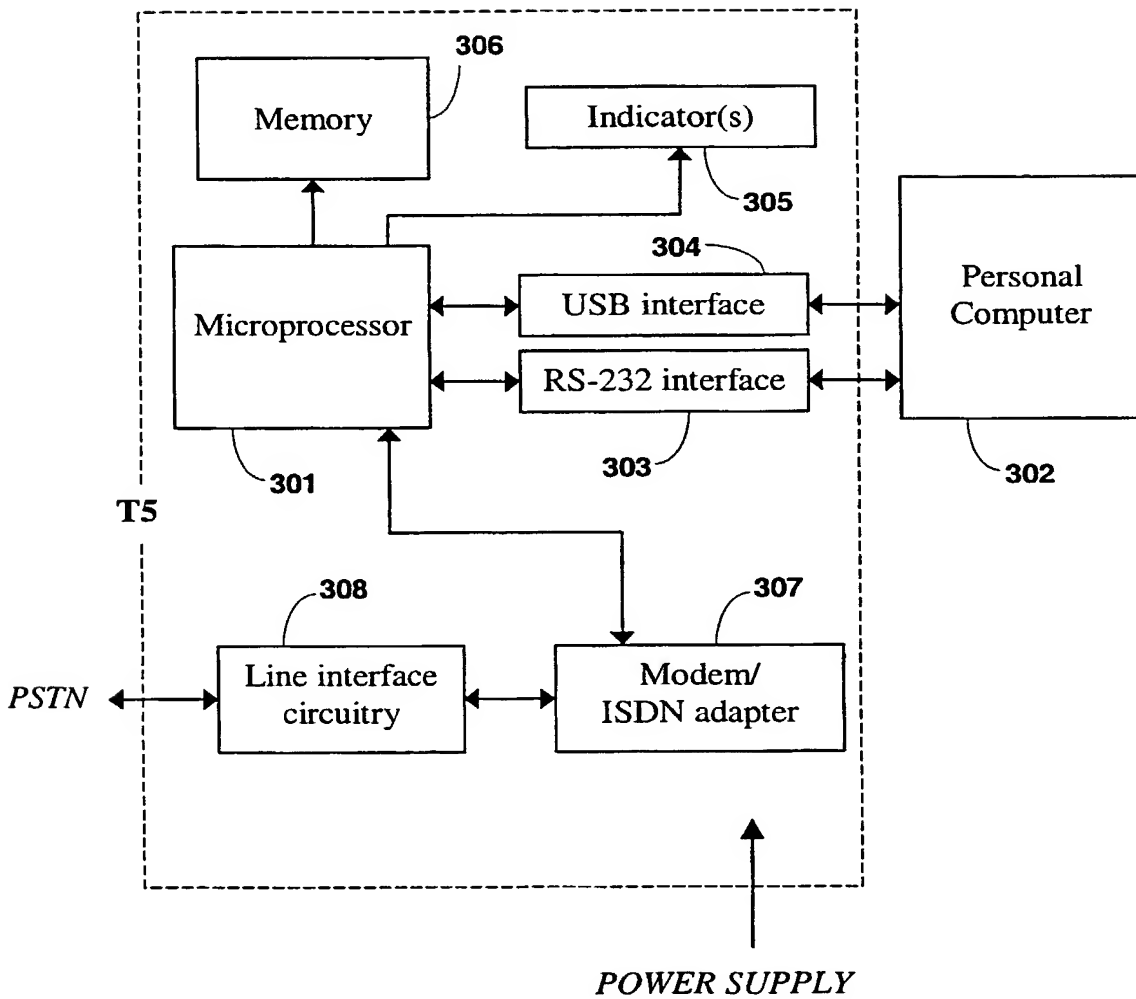 306
Memory
Indicator(s)
305
304
USB interface
Personal
Computer
Microprocessor
RS-232 interface
303
301
302
T5
308
307
Line interface
circuitry
Modem/
ISDN adapter
PSTN
POWER SUPPLY